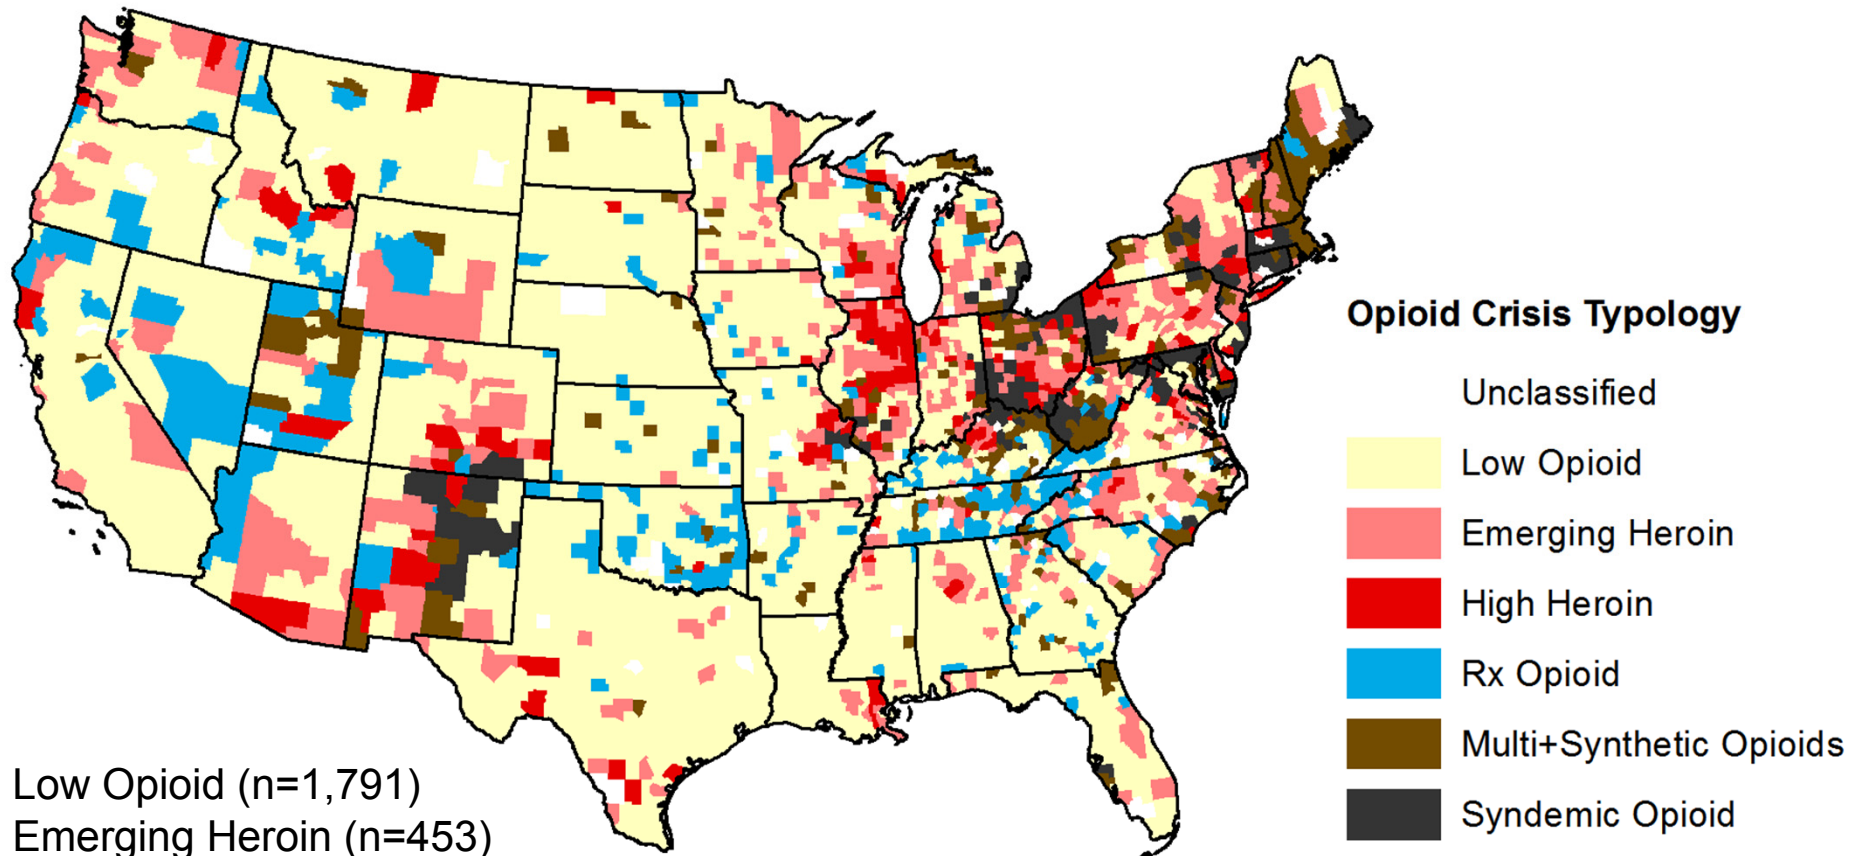 Opioid Crisis Typology
Unclassified
Low Opioid
Emerging Heroin
High Heroin
Rx Opioid
Multi+Synthetic Opioids
Syndemic Opioid
Low Opioid (n=1,791)
Emerging Heroin (n=453)